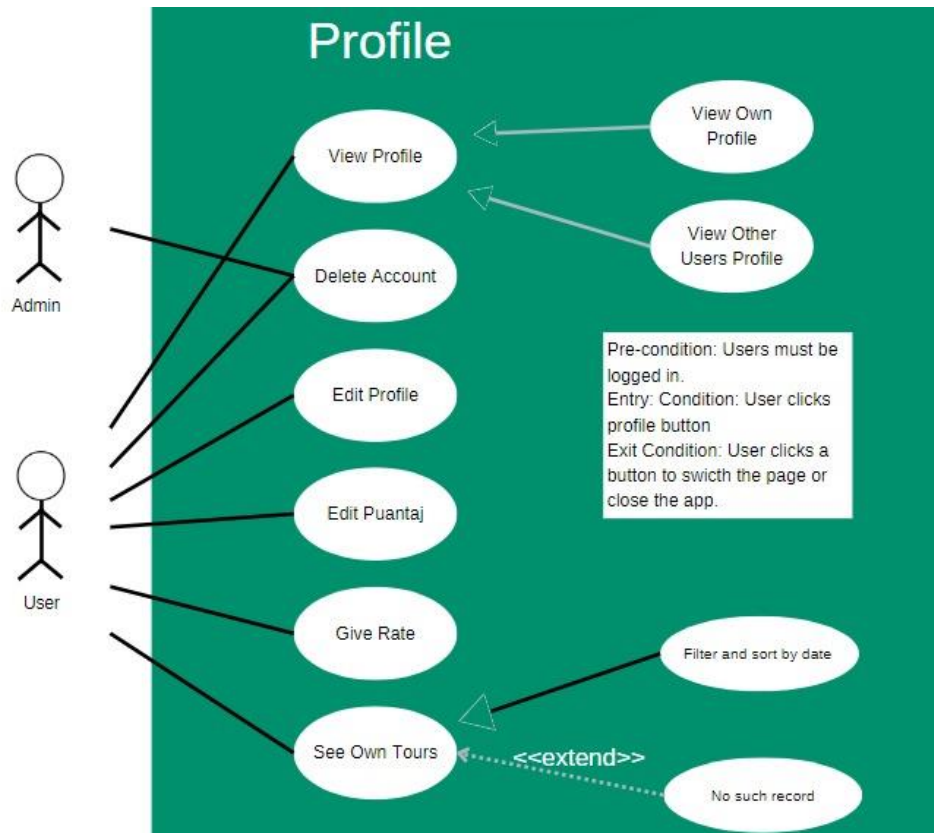 Profile
View Profile
View Own
Profile
View Other
Users Profile
Admin
Delete Account
Pre-condition: Users must be
logged in.
Entry: Condition: User clicks
profile button
Exit Condition: User clicks a
button to swicth the page or
close the app.
Edit Profile
Edit Puantaj
User
Give Rate
Filter and sort by date
See Own Tours
<<extend>>
No such record